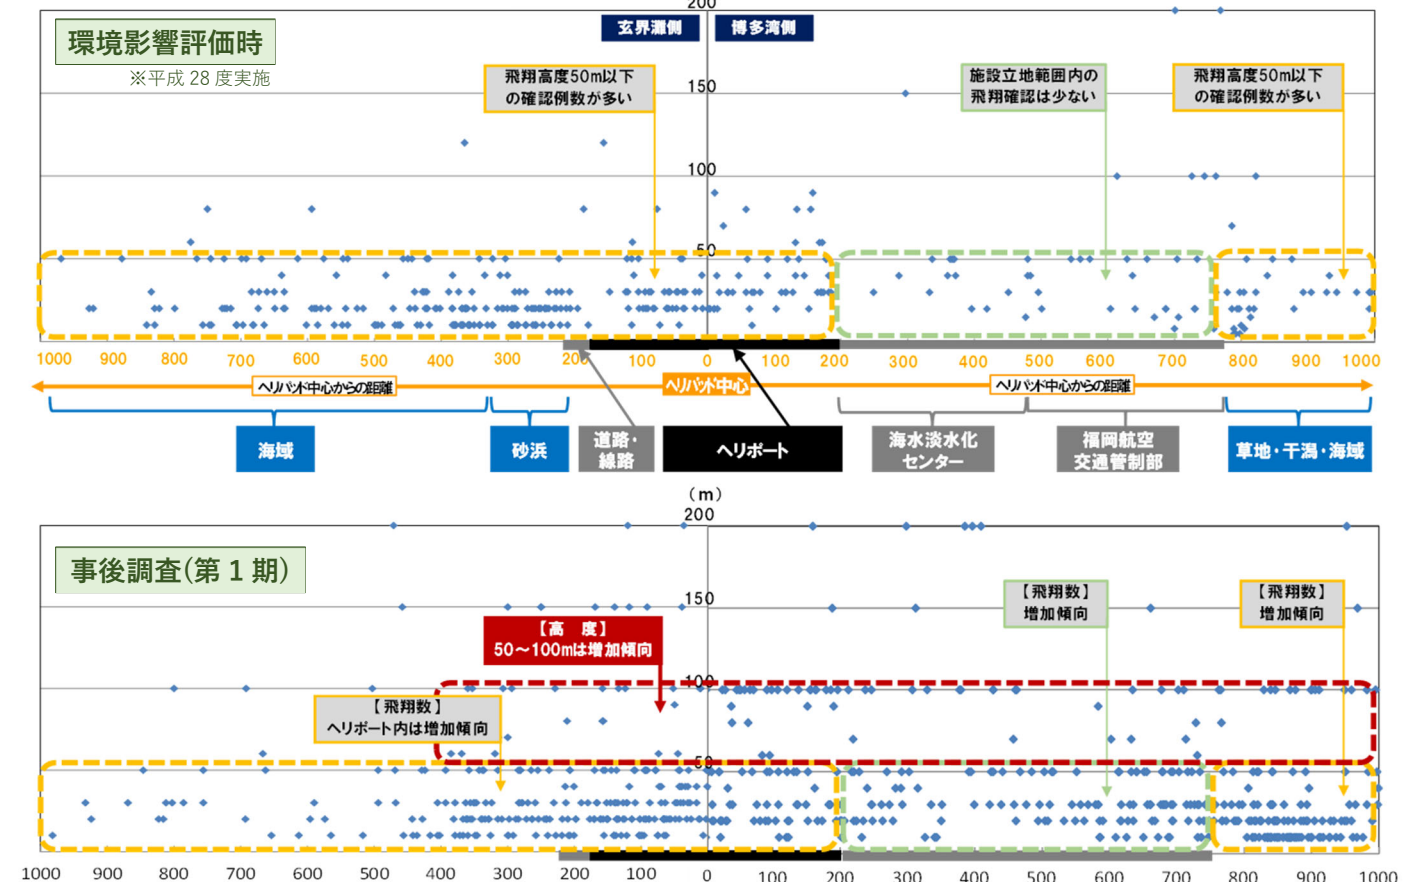 200
環境影響評価時
※平成 28 度実施
玄界灘側
博多湾側
飛翔高度50m以下
の確認例数が多い
施設立地範囲内の
飛翔確認は少ない
飛翔高度50m以下
の確認例数が多い
150
100
50
1000 900 800 700 600 500 400 300 200 100 0 100 200 300 400 500 600 700 800 900 1000
ヘリパッド中心からの距離
ヘリパッド中心
ヘリパッド中心からの距離
海域
砂浜
道路・
線路
ヘリポート
海水淡水化
センター
福岡航空
交通管制部
草地・干潟・海域
(m)
200
事後調査(第 1 期)
150
【高　度】
50～100mは増加傾向
【飛翔数】
増加傾向
【飛翔数】
増加傾向
100
【飛翔数】
ヘリポート内は増加傾向
50
1000 900 800 700 600 500 400 300 200 100 0 100 200 300 400 500 600 700 800 900 1000